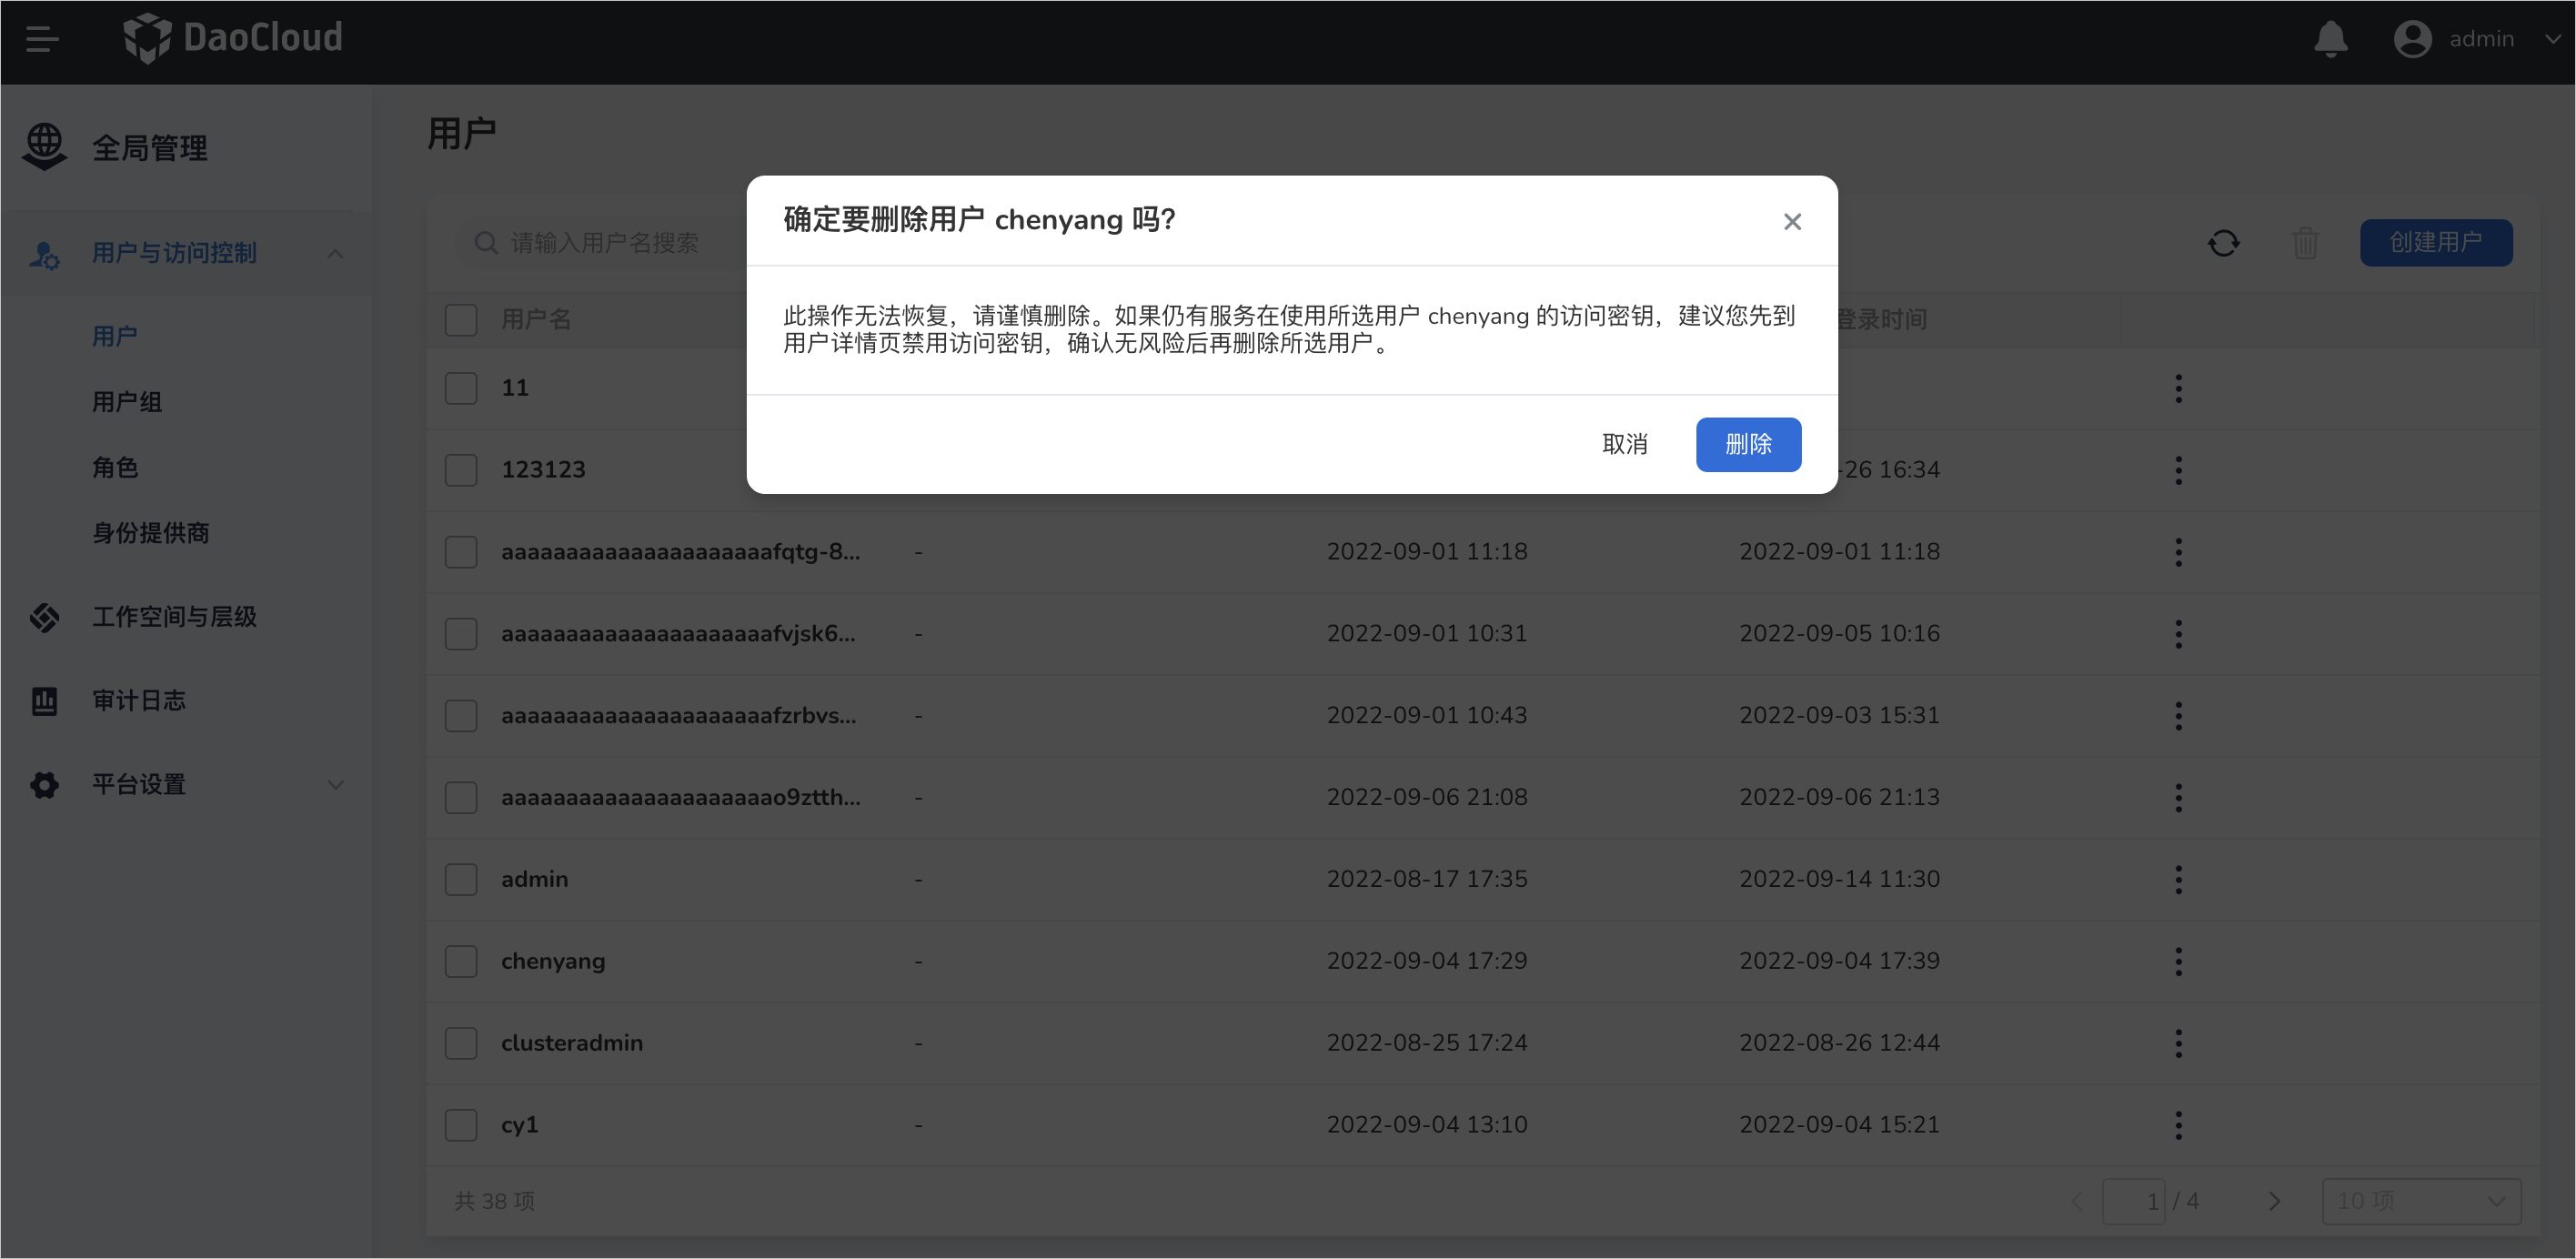 DaoCloud
admin
全局管理
用户与访问控制
用户
用户组
角色
身份提供商
工作空间与层级
审计日志
平台设置
用户
请输入用户名搜索
创建用户
确定要删除用户 chenyang 吗?
此操作无法恢复，请谨慎删除。如果仍有服务在使用所选用户 chenyang 的访问密钥，建议您先到
用户详情页禁用访问密钥，确认无风险后再删除所选用户。
取消
删除
用户名
登录时间
11
123123
-26 16:34
aaaaaaaaaaaaaaaaaaaaafqtg-8... - 2022-09-01 11:18 2022-09-01 11:18
aaaaaaaaaaaaaaaaaaaaafvjsk6... - 2022-09-01 10:31 2022-09-05 10:16
aaaaaaaaaaaaaaaaaaaaafzrbvs... - 2022-09-01 10:43 2022-09-03 15:31
aaaaaaaaaaaaaaaaaaaaao9ztth... - 2022-09-06 21:08 2022-09-06 21:13
admin - 2022-08-17 17:35 2022-09-14 11:30
chenyang - 2022-09-04 17:29 2022-09-04 17:39
clusteradmin - 2022-08-25 17:24 2022-08-26 12:44
cy1 - 2022-09-04 13:10 2022-09-04 15:21
共 38 项
1 / 4
10 项